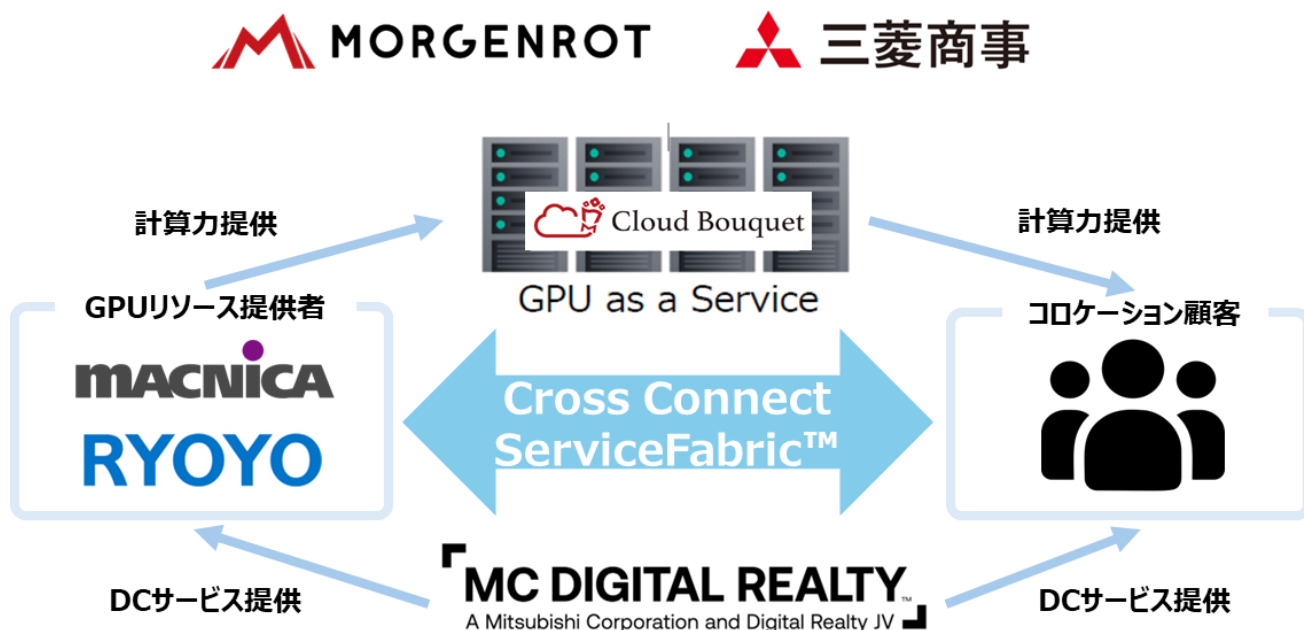 MORGENROT
三菱商事
Cloud Bouquet
計算力提供
計算力提供
GPU as a Service
GPUリソース提供者
コロケーション顧客
MACNICA
RYOYO
Cross Connect
ServiceFabric™
MC DIGITAL REALTY™
A Mitsubishi Corporation and Digital Realty JV
DCサービス提供
DCサービス提供